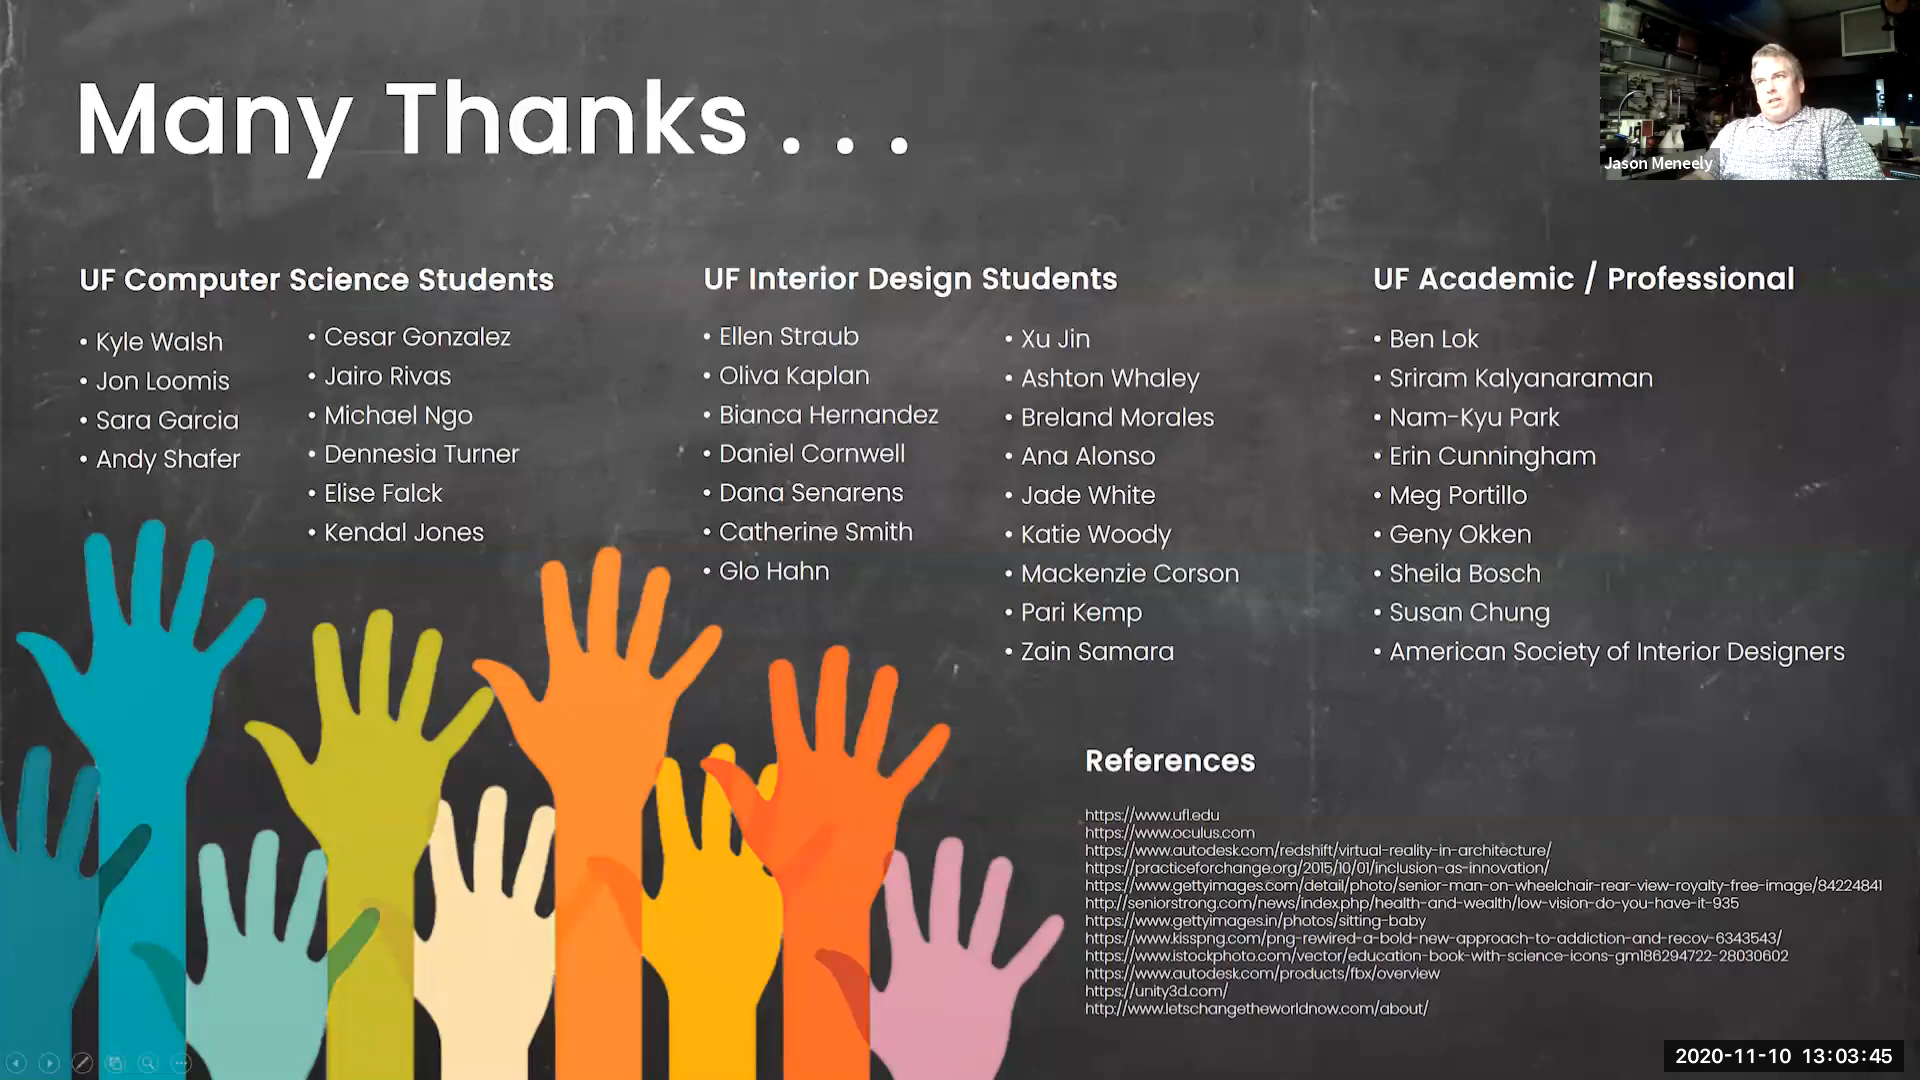 Many Thanks . . .
Jason Meneely
UF Computer Science Students
• Kyle Walsh
• Jon Loomis
• Sara Garcia
• Andy Shafer
• Cesar Gonzalez
• Jairo Rivas
• Michael Ngo
• Dennesia Turner
• Elise Falck
• Kendal Jones
UF Interior Design Students
• Ellen Straub
• Oliva Kaplan
• Bianca Hernandez
• Daniel Cornwell
• Dana Senarens
• Catherine Smith
• Glo Hahn
• Xu Jin
• Ashton Whaley
• Breland Morales
• Ana Alonso
• Jade White
• Katie Woody
• Mackenzie Corson
• Pari Kemp
• Zain Samara
UF Academic / Professional
• Ben Lok
• Sriram Kalyanaraman
• Nam-Kyu Park
• Erin Cunningham
• Meg Portillo
• Geny Okken
• Sheila Bosch
• Susan Chung
• American Society of Interior Designers
References
https://www.ufl.edu
https://www.oculus.com
https://www.autodesk.com/redshift/virtual-reality-in-architecture/
https://practiceforchange.org/2015/10/01/inclusion-as-innovation/
https://www.gettyimages.com/detail/photo/senior-man-on-wheelchair-rear-view-royalty-free-image/84224841
http://seniorstrong.com/news/index.php/health-and-wealth/low-vision-do-you-have-it-935
https://www.gettyimages.in/photos/sitting-baby
https://www.kisspng.com/png-rewired-a-bold-new-approach-to-addiction-and-recov-6343543/
https://www.istockphoto.com/vector/education-book-with-science-icons-gm186294722-28030602
https://www.autodesk.com/products/fbx/overview
https://unity3d.com/
http://www.letschangetheworldnow.com/about/
2020-11-10 13:03:45